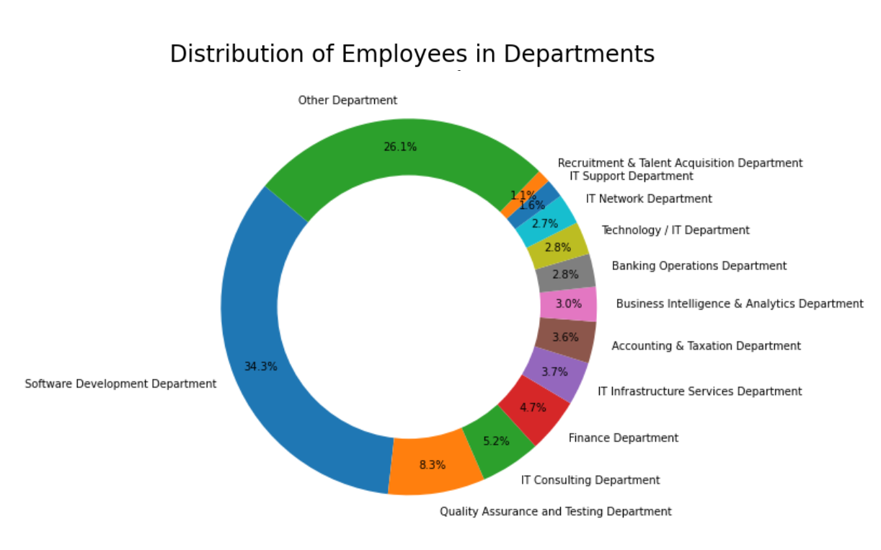 Distribution of Employees in Departments
Other Department
26.1%
Recruitment & Talent Acquisition Department
1.1%
IT Support Department
1.6%
IT Network Department
2.7%
Technology / IT Department
2.8%
Banking Operations Department
2.8%
Business Intelligence & Analytics Department
3.0%
Accounting & Taxation Department
3.6%
IT Infrastructure Services Department
3.7%
Finance Department
4.7%
IT Consulting Department
5.2%
Quality Assurance and Testing Department
8.3%
Software Development Department
34.3%